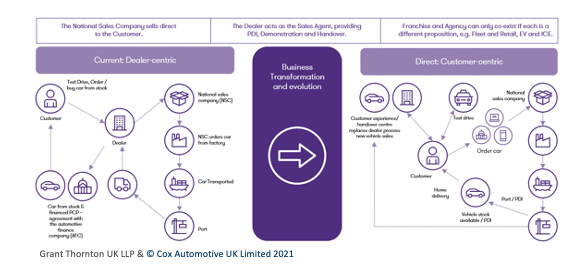 The National Sales Company sells direct
to the Customer.
The Dealer acts as the Sales Agent, providing
PDI, Demonstration and Handover.
Franchise and Agency can only co-exist if each is a
different proposition, e.g. Fleet and Retail, EV and ICE.
Current: Dealer-centric
Business
Transformation
and evolution
Direct: Customer-centric
Test Drive, Order /
buy car from stock
Customer
Dealer
National sales
company (NSC)
NSC orders car
from factory
Car Transported
Port
Car from stock &
financed PCP –
agreement with
the automotive
finance
company (AFC)
Customer experience/
handover centre
replaces dealer process
new vehicle sales
Test drive
National
sales company
Order car
Customer
Home
delivery
Port / PDI
Vehicle stock
available / PDI
Grant Thornton UK LLP & © Cox Automotive UK Limited 2021